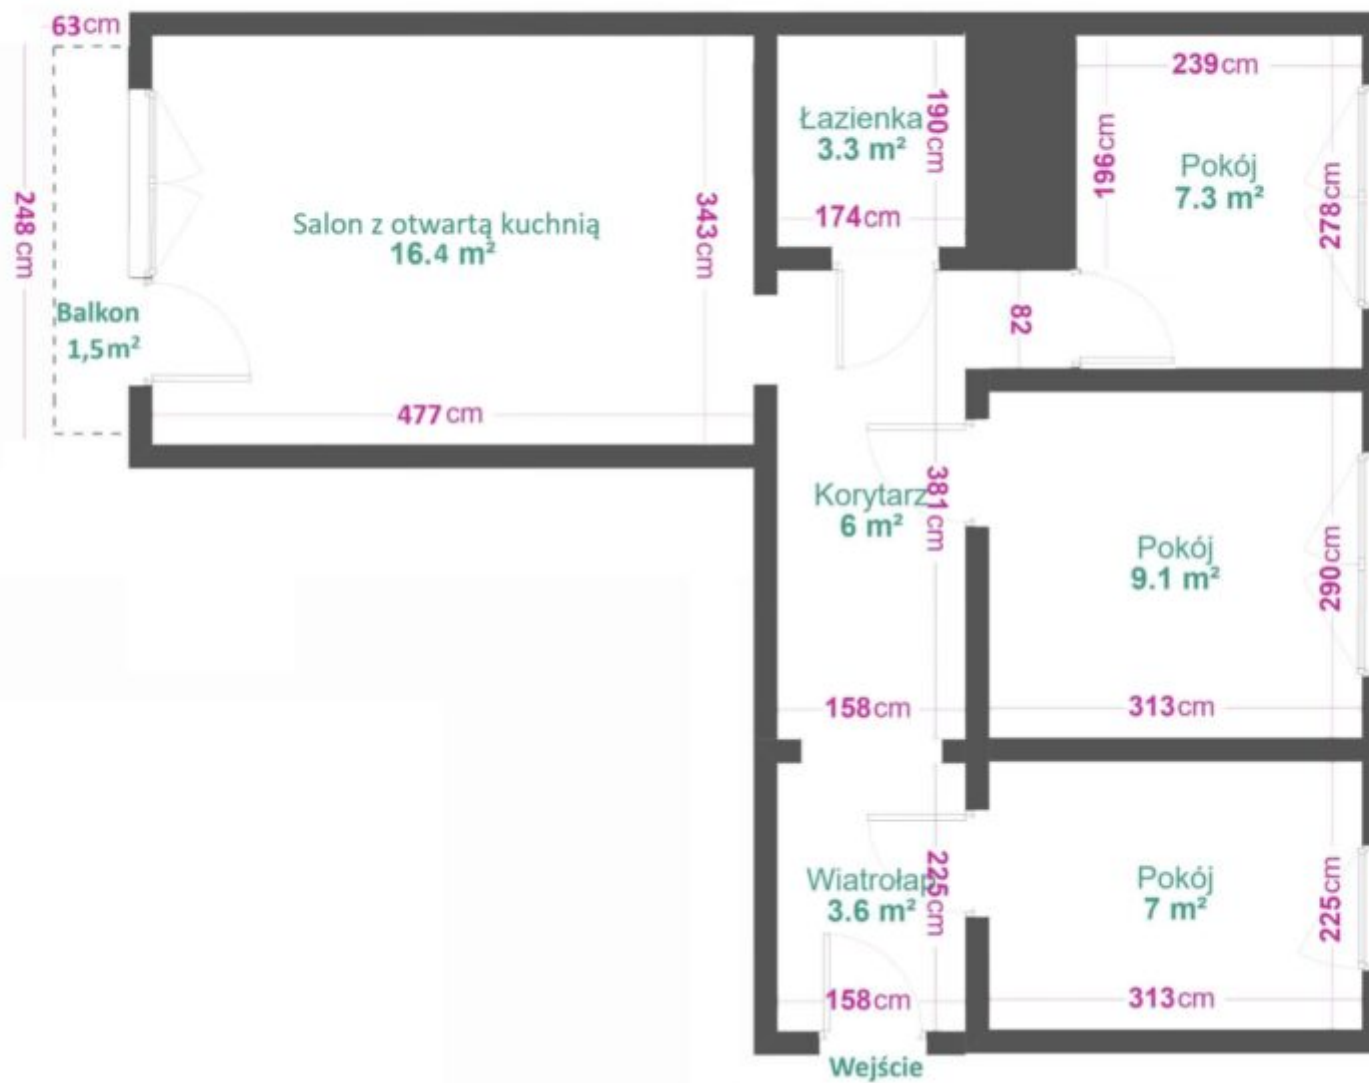 63cm
239cm
Łazienka
3.3 m²
190cm
196cm
Pokój
7.3 m²
278cm
174cm
Salon z otwartą kuchnią
16.4 m²
343cm
248cm
Balkon
1,5m²
82
477 cm
Korytarz
6 m²
381cm
Pokój
9.1 m²
290cm
158cm
313cm
Wiatrołap
3.6 m²
225cm
Pokój
7 m²
225cm
158cm
313cm
Wejście